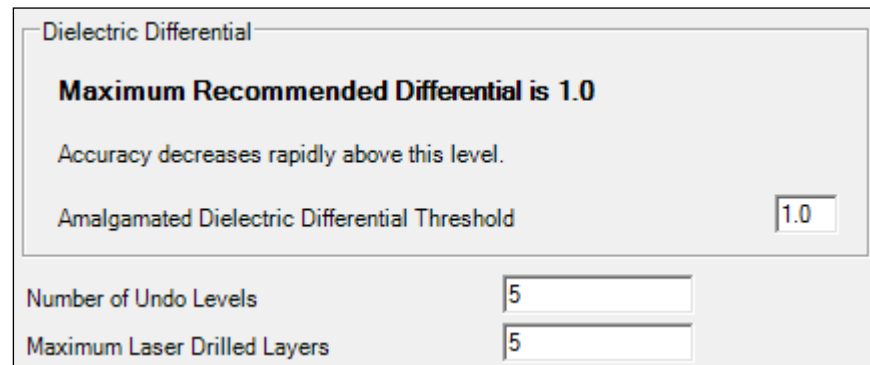 Dielectric Differential
Maximum Recommended Differential is 1.0
Accuracy decreases rapidly above this level.
Amalgamated Dielectric Differential Threshold 1.0
Number of Undo Levels 5
Maximum Laser Drilled Layers 5